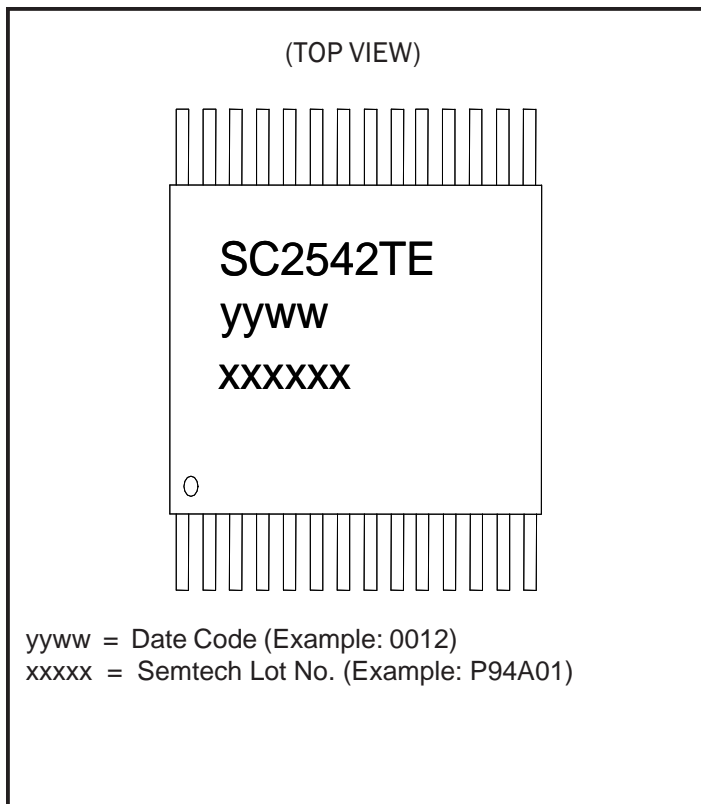 (TOP VIEW)
SC2542TE
yyww
xxxxxx
yyww = Date Code (Example: 0012)
xxxxx = Semtech Lot No. (Example: P94A01)